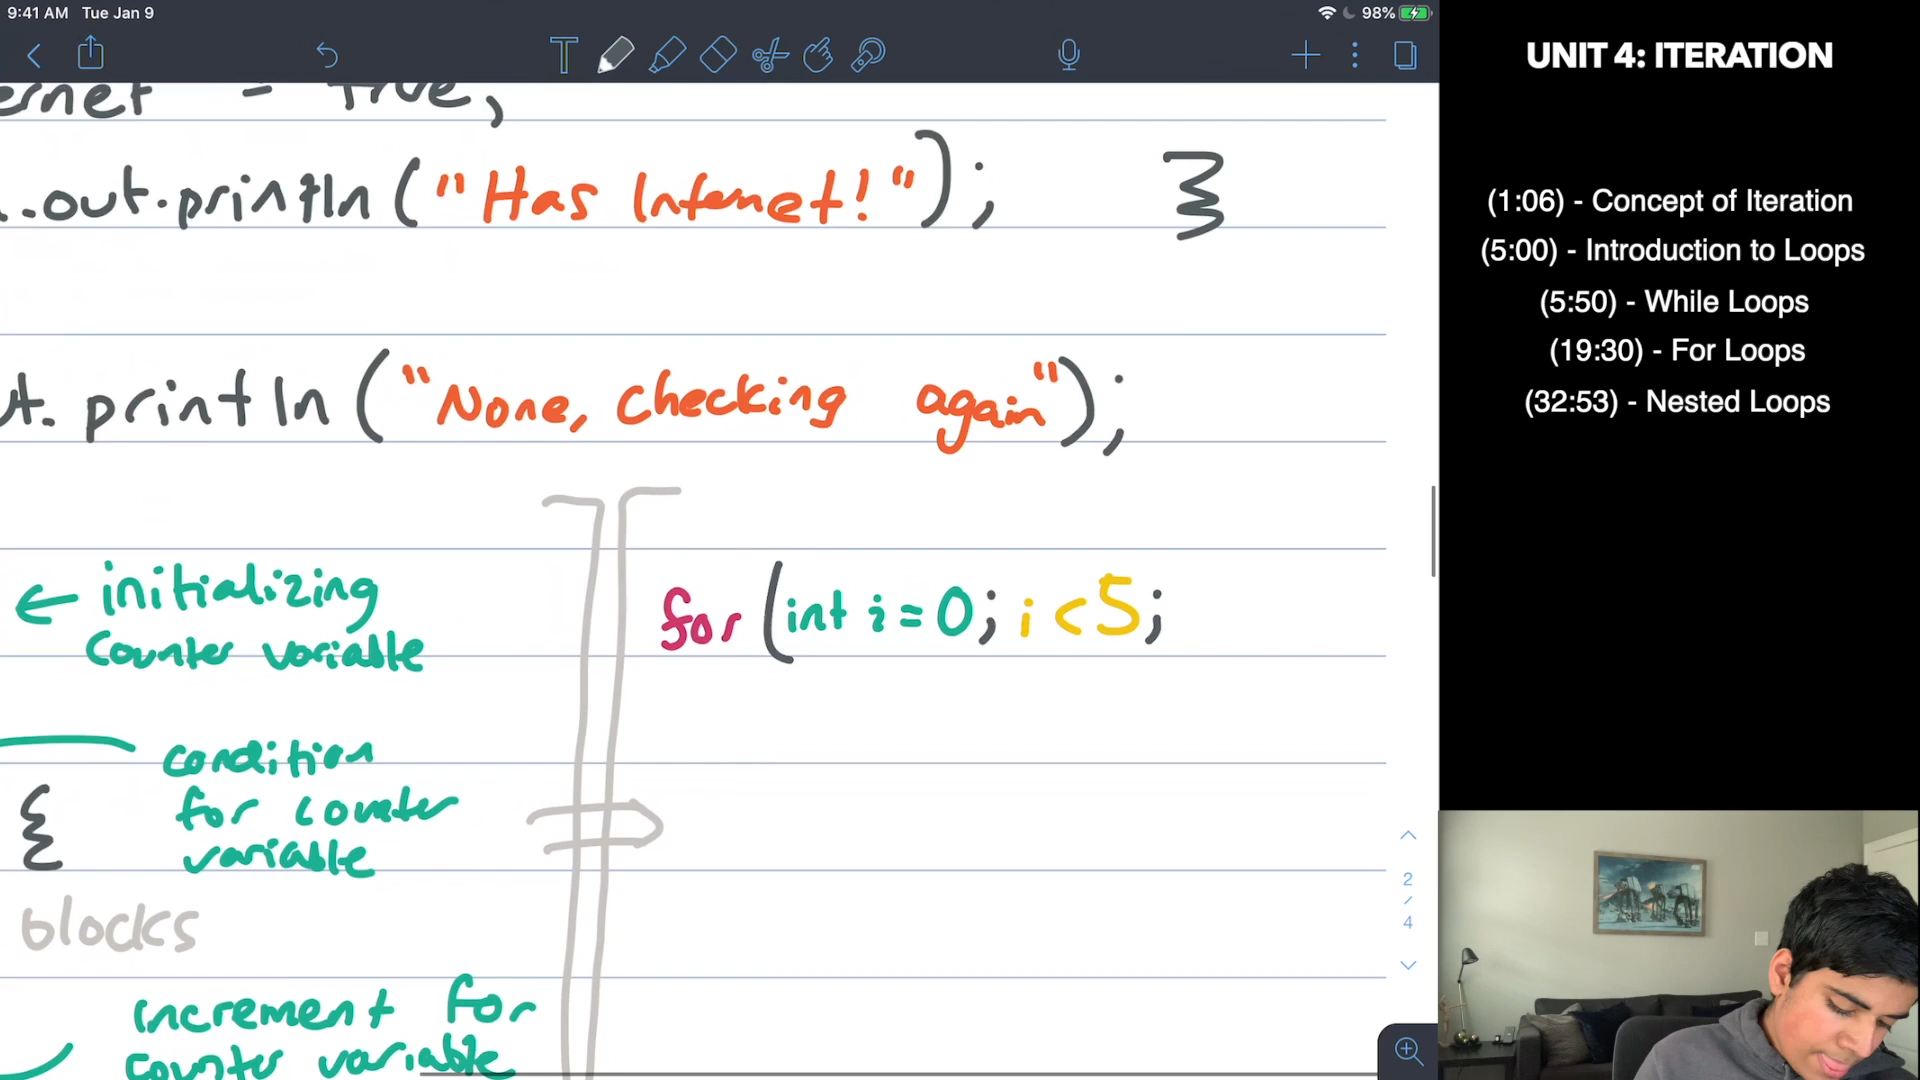 9:41 AM Tue Jan 9
98%
UNIT 4: ITERATION
(1:06) - Concept of Iteration
(5:00) - Introduction to Loops
(5:50) - While Loops
(19:30) - For Loops
(32:53) - Nested Loops
ernet = true;
.out.println("Has Internet!"); }
t. println ("None, checking again");
← initializing
counter variable
for (int i = 0; i < 5;
condition
{ for counter
variable
blocks
increment for
counter variable
2
4